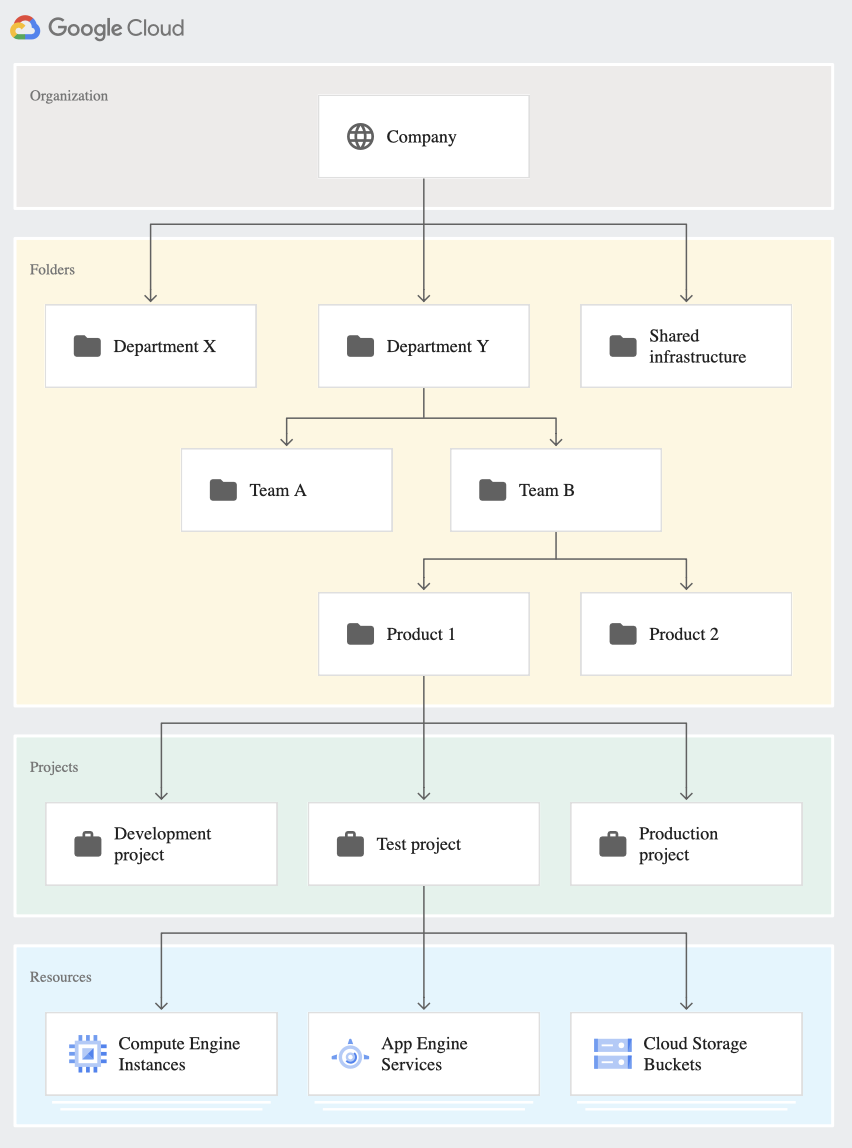 Google Cloud
Organization
Company
Folders
Department X
Department Y
Shared
infrastructure
Team A
Team B
Product 1
Product 2
Projects
Development
project
Test project
Production
project
Resources
Compute Engine
Instances
App Engine
Services
Cloud Storage
Buckets